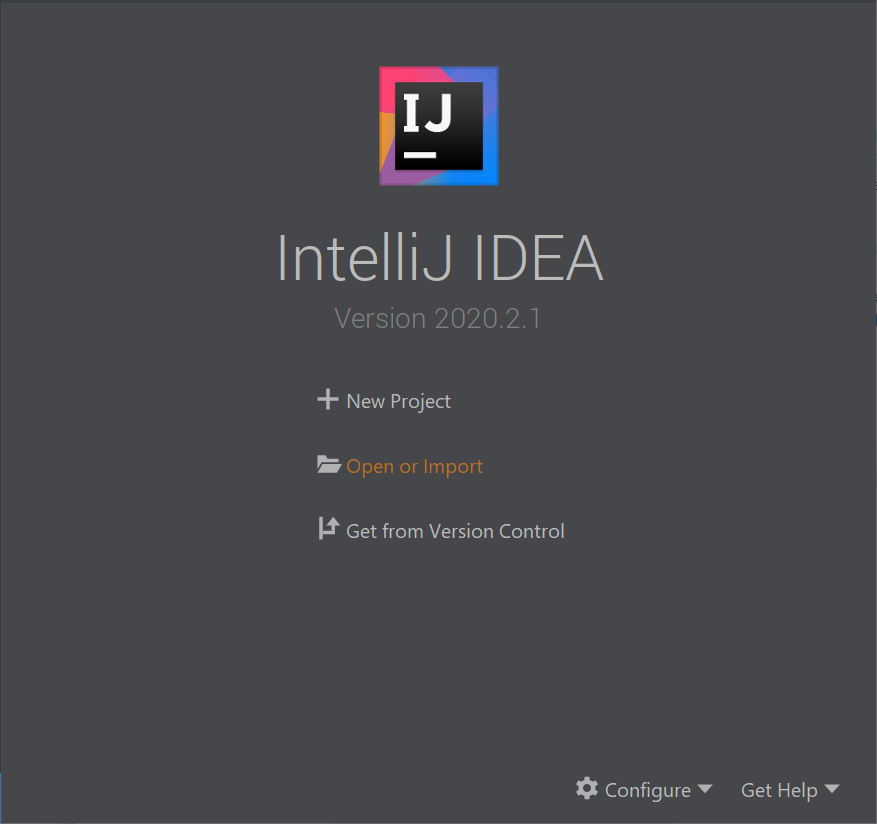 IJ
IntelliJ IDEA
Version 2020.2.1
New Project
Open or Import
Get from Version Control
Configure Get Help